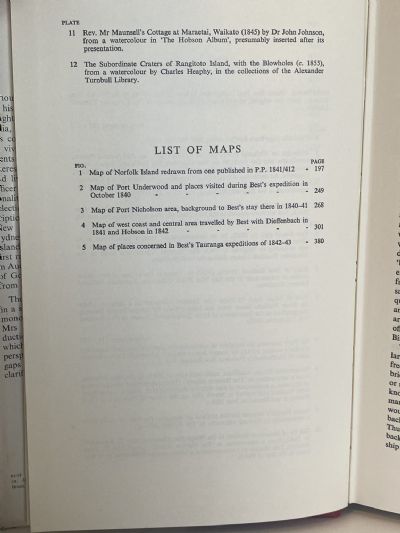 PLATE
11 Rev. Mr Maunsell's Cottage at Maraetai, Waikato (1845) by Dr John Johnson,
from a watercolour in 'The Hobson Album', presumably inserted after its
presentation.
12 The Subordinate Craters of Rangitoto Island, with the Blowholes (c. 1855),
from a watercolour by Charles Heaphy, in the collections of the Alexander
Turnbull Library.
LIST OF MAPS
FIG. PAGE
1 Map of Norfolk Island redrawn from one published in P.P. 1841/412 - 197
2 Map of Port Underwood and places visited during Best's expedition in
October 1840 - - - - - 249
3 Map of Port Nicholson area, background to Best's stay there in 1840-41 268
4 Map of west coast and central area travelled by Best with Dieffenbach in
1841 and Hobson in 1842 - - - - 301
5 Map of places concerned in Best's Tauranga expeditions of 1842-43 - 380